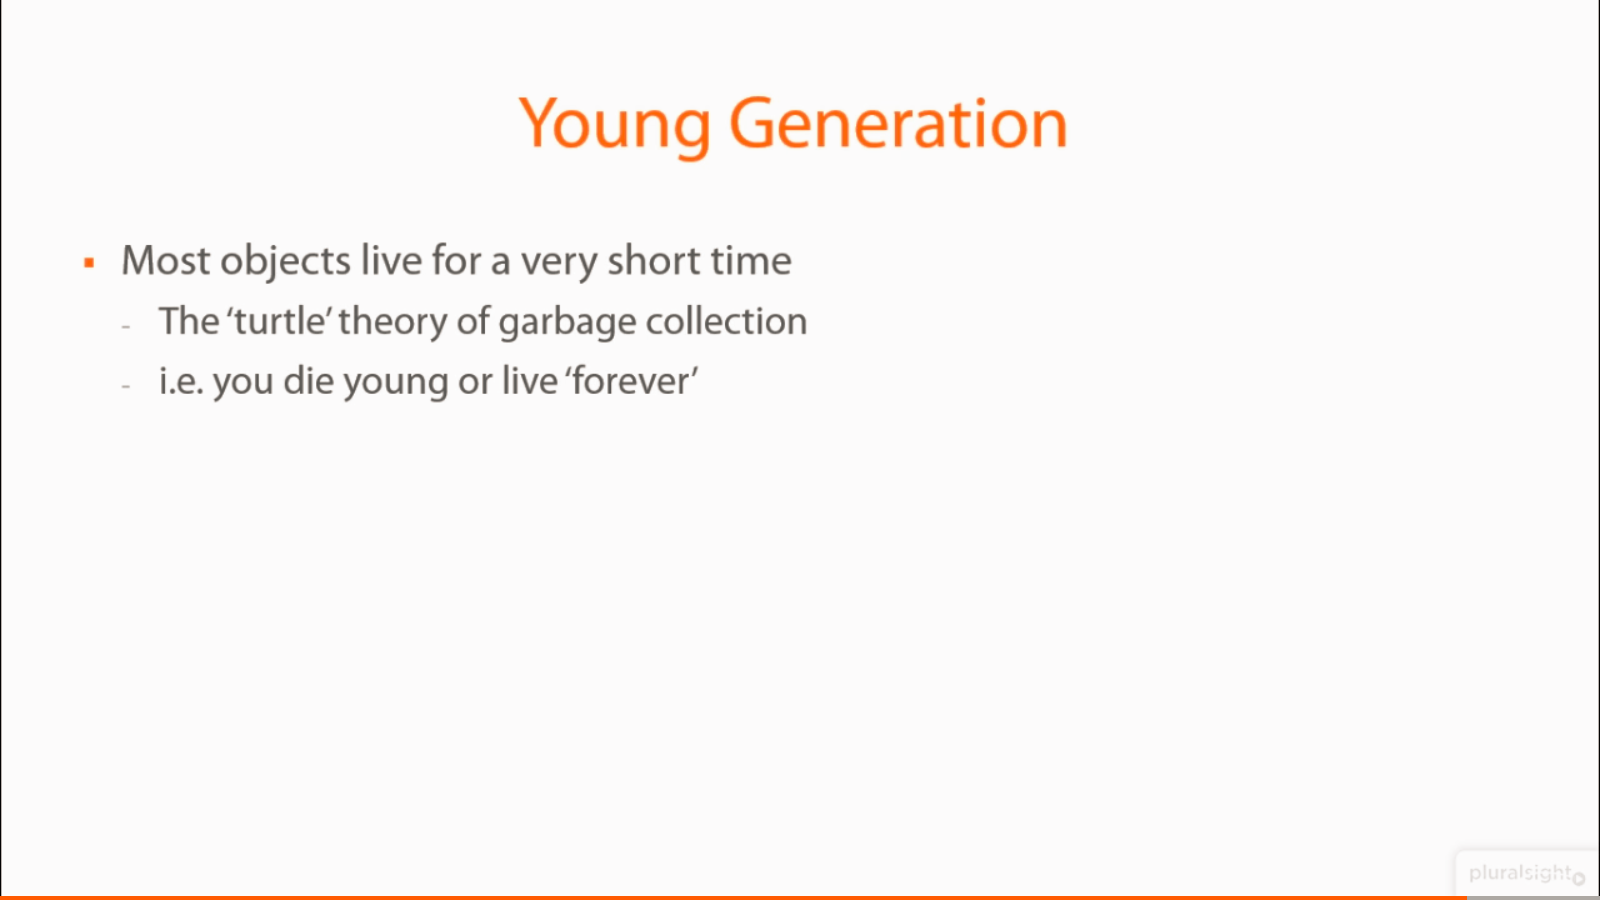 Young Generation
▪ Most objects live for a very short time
- The ‘turtle’ theory of garbage collection
- i.e. you die young or live ‘forever’
pluralsight